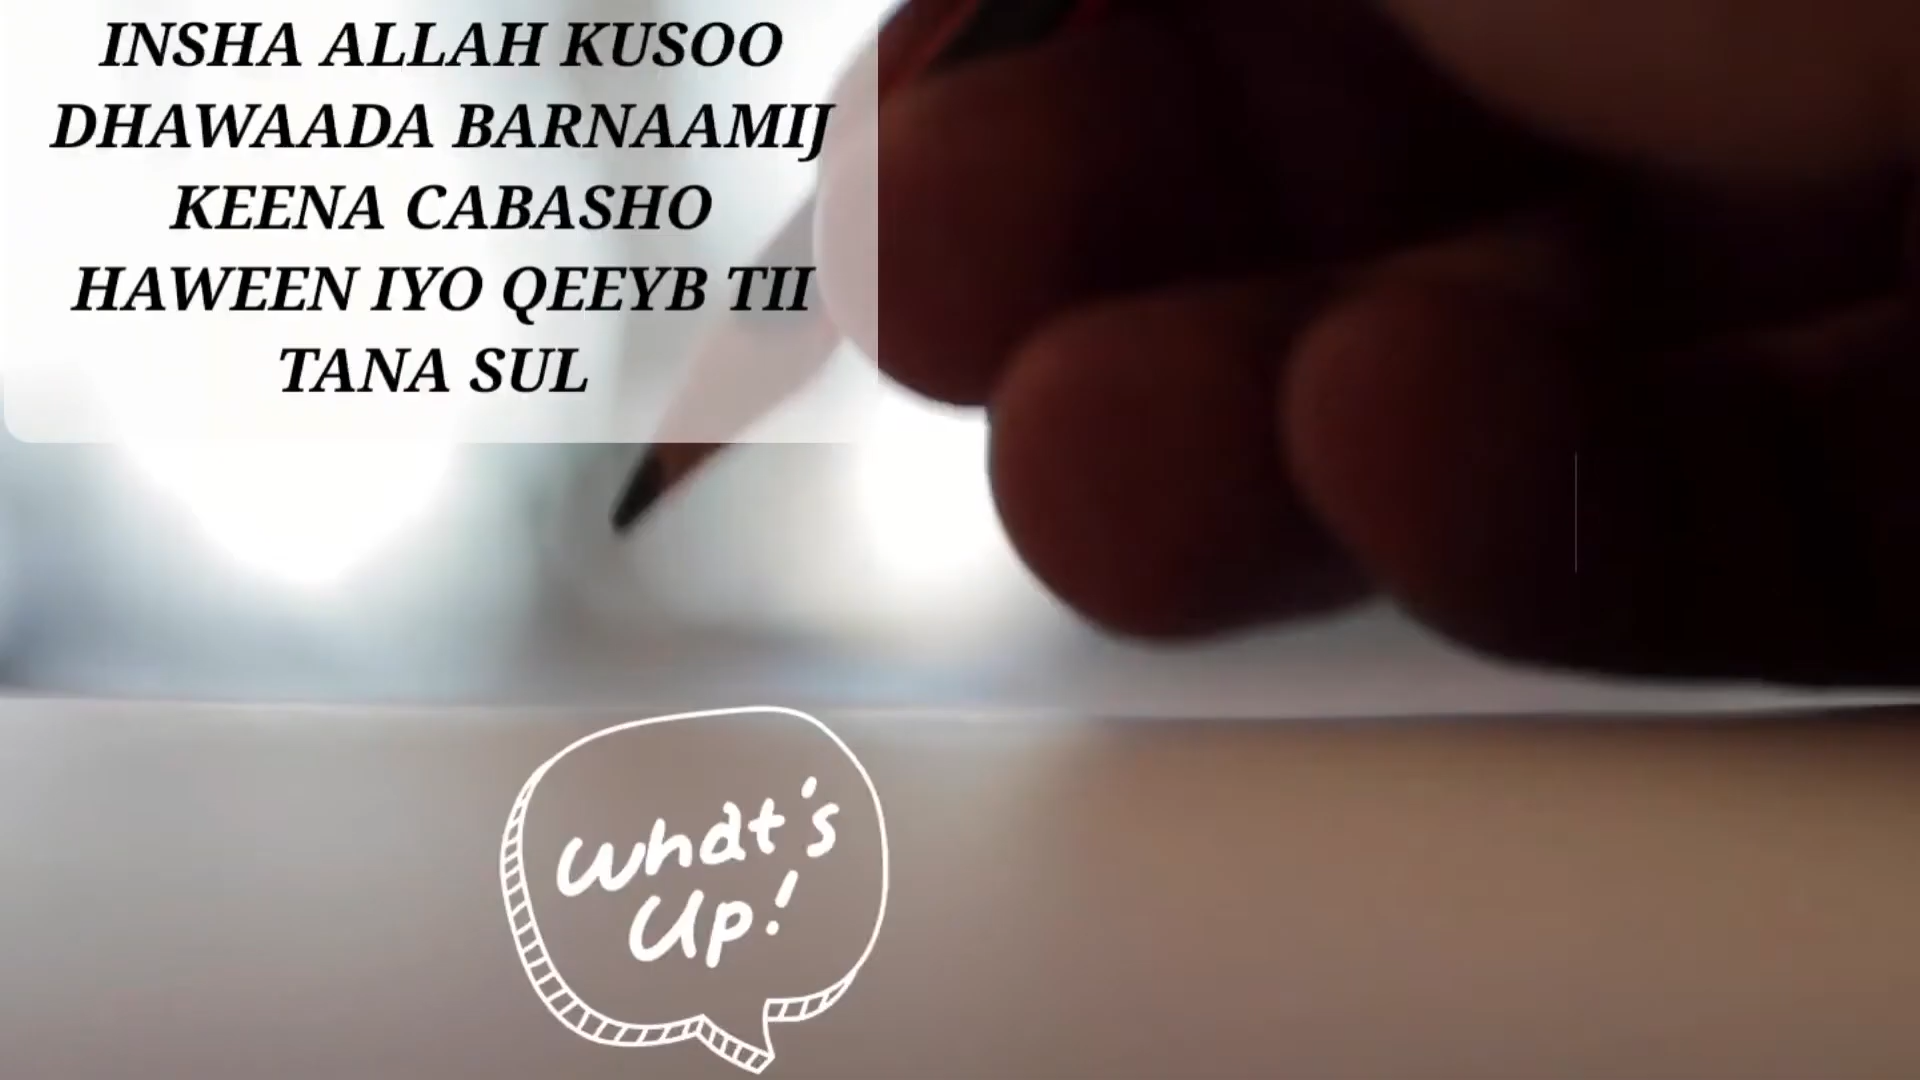 INSHA ALLAH KUSOO
DHAWAADA BARNAAMIJ
KEENA CABASHO
HAWEEN IYO QEEYB TII
TANA SUL
what's
Up!